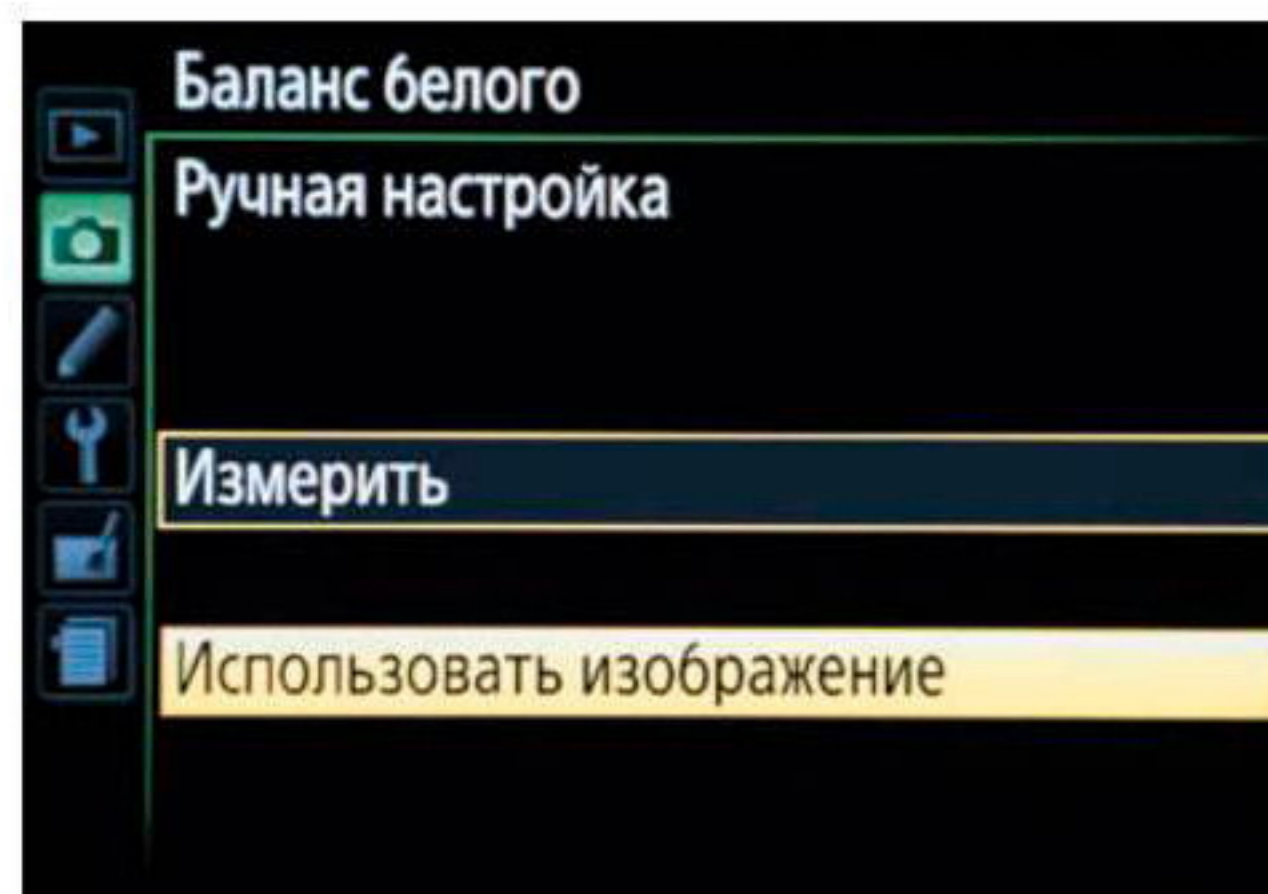 Баланс белого
Ручная настройка
Измерить
Использовать изображение